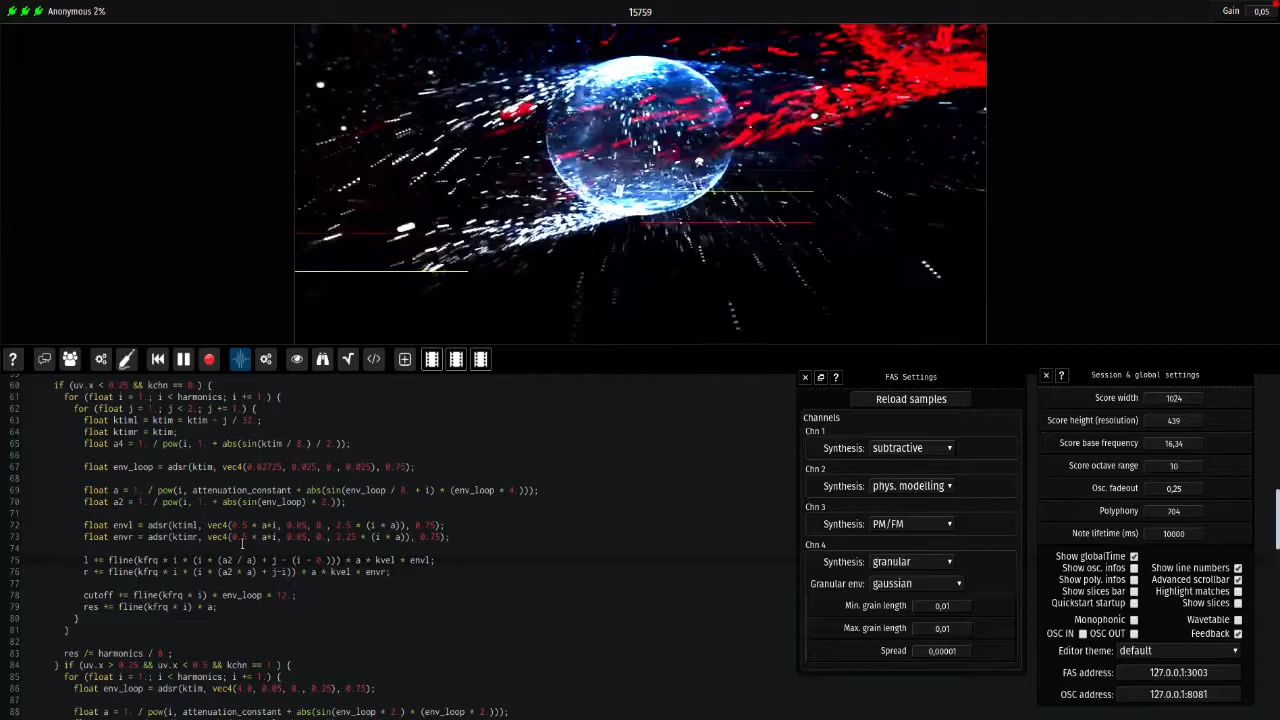 Anonymous 2%
15759
Gain 0,05
60 if (uv.x < 0.25 && kchn == 0.) {
61 for (float i = 1.; i < harmonics; i += 1.) {
62 for (float j = 1.; j < 2.; j += 1.) {
63 float ktiml = ktim = ktim - j / 32.;
64 float ktimr = ktim;
65 float a4 = 1. / pow(i, 1. + abs(sin(ktim / 8.) / 2.));
66
67 float env_loop = adsr(ktim, vec4(0.02725, 0.025, 0., 0.025), 0.75);
68
69 float a = 1. / pow(i, attenuation_constant + abs(sin(env_loop / 8. + i) * (env_loop * 4.)));
70 float a2 = 1. / pow(i, 1. + abs(sin(env_loop) * 2.));
71
72 float envl = adsr(ktiml, vec4(0.5 * a*i, 0.05, 0., 2.5 * (i * a)), 0.75);
73 float envr = adsr(ktimr, vec4(0.5 * a*i, 0.05, 0., 2.25 * (i * a)), 0.75);
74
75 l += fline(kfrq * i * (i * (a2 / a) + j - (i - 0.))) * a * kvel * envl;
76 r += fline(kfrq * i * (i * (a2 * a) + j-i)) * a * kvel * envr;
77
78 cutoff += fline(kfrq * i) * env_loop * 12.;
79 res += fline(kfrq * i) * a;
80 }
81 }
82
83 res /= harmonics / 8.;
84 } if (uv.x > 0.25 && uv.x < 0.5 && kchn == 1.) {
85 for (float i = 1.; i < harmonics; i += 1.) {
86 float env_loop = adsr(ktim, vec4(4.0, 0.05, 0., 0.25), 0.75);
87
88 float a = 1. / pow(i, attenuation_constant + abs(sin(env_loop * 2.) * (env_loop * 2.)));
FAS Settings
Reload samples
Channels
Chn 1
Synthesis: subtractive
Chn 2
Synthesis: phys. modelling
Chn 3
Synthesis: PM/FM
Chn 4
Synthesis: granular
Granular env: gaussian
Min. grain length 0,01
Max. grain length 0,01
Spread 0,00001
Session & global settings
Score width 1024
Score height (resolution) 439
Score base frequency 16,34
Score octave range 10
Osc. fadeout 0,25
Polyphony 704
Note lifetime (ms) 10000
Show globalTime
Show osc. infos Show line numbers
Show poly. infos Advanced scrollbar
Show slices bar Highlight matches
Quickstart startup Show slices
Monophonic Wavetable
OSC IN OSC OUT Feedback
Editor theme: default
FAS address: 127.0.0.1:3003
OSC address: 127.0.0.1:8081